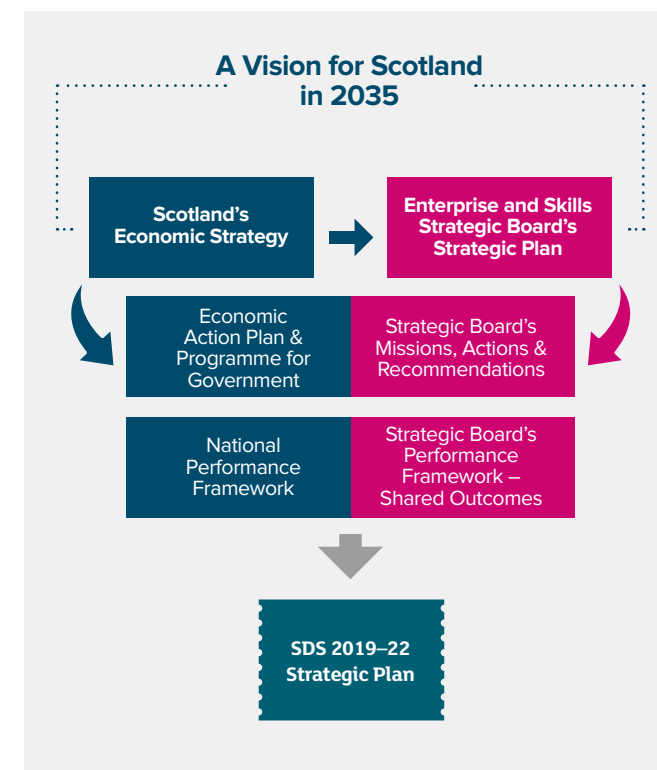 A Vision for Scotland
in 2035
Scotland’s
Economic Strategy
Enterprise and Skills
Strategic Board’s
Strategic Plan
Economic
Action Plan &
Programme for
Government
Strategic Board’s
Missions, Actions &
Recommendations
National
Performance
Framework
Strategic Board’s
Performance
Framework –
Shared Outcomes
SDS 2019–22
Strategic Plan